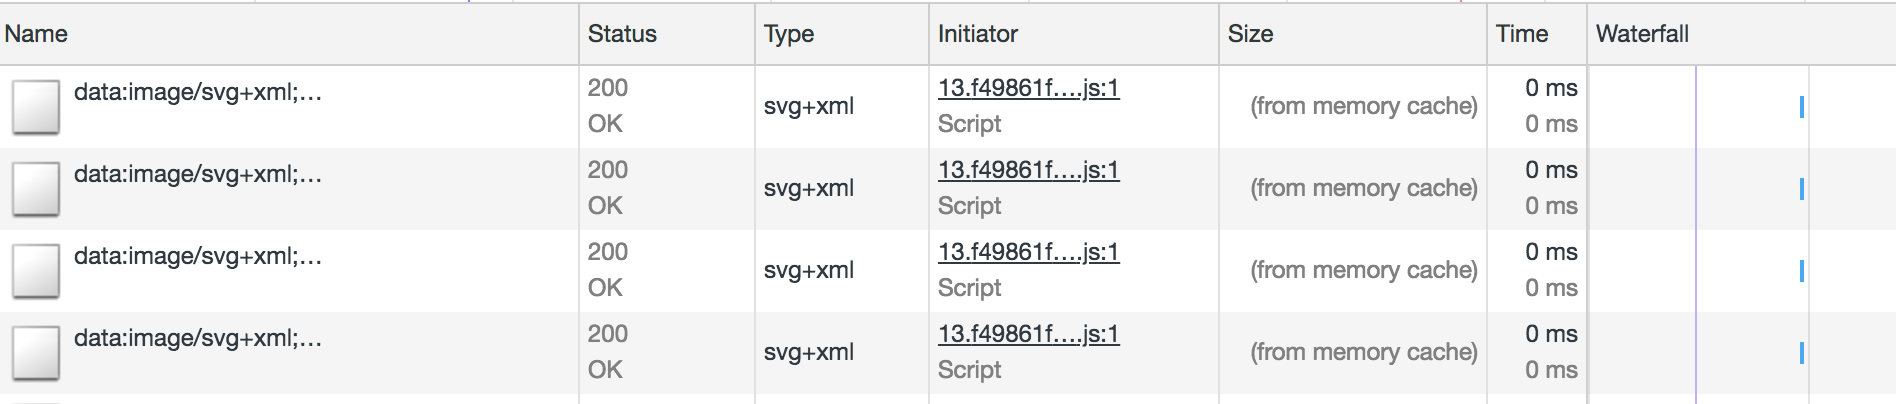 Name Status Type Initiator Size Time Waterfall
data:image/svg+xml;… 200 OK svg+xml 13.f49861f….js:1 Script (from memory cache) 0 ms 0 ms
data:image/svg+xml;… 200 OK svg+xml 13.f49861f….js:1 Script (from memory cache) 0 ms 0 ms
data:image/svg+xml;… 200 OK svg+xml 13.f49861f….js:1 Script (from memory cache) 0 ms 0 ms
data:image/svg+xml;… 200 OK svg+xml 13.f49861f….js:1 Script (from memory cache) 0 ms 0 ms